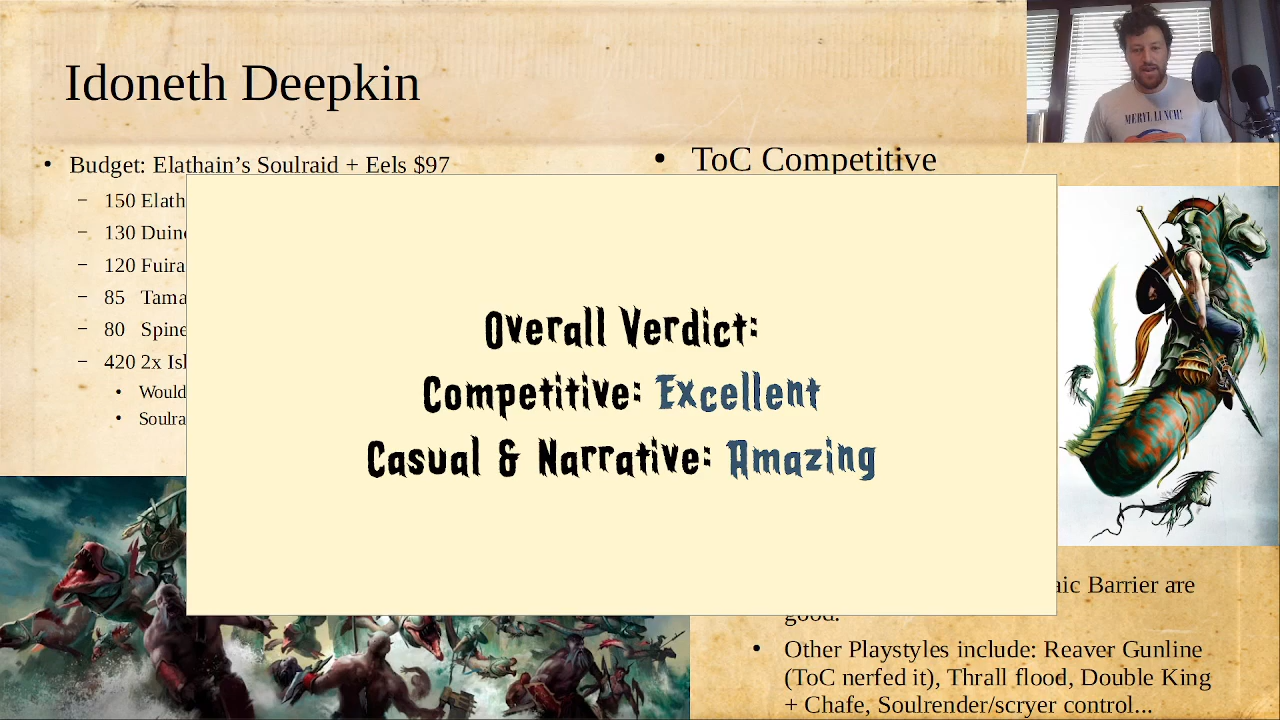 Idoneth Deepkin
MERYL LYNCH!
• Budget: Elathain’s Soulraid + Eels $97
– 150 Elath
– 130 Duin
– 120 Fuira
– 85 Tama
– 80 Spine
– 420 2x Isl
• Would
• Soulra
• ToC Competitive
Overall Verdict:
Competitive: Excellent
Casual & Narrative: Amazing
aic Barrier are
good.
• Other Playstyles include: Reaver Gunline
(ToC nerfed it), Thrall flood, Double King
+ Chafe, Soulrender/scryer control...